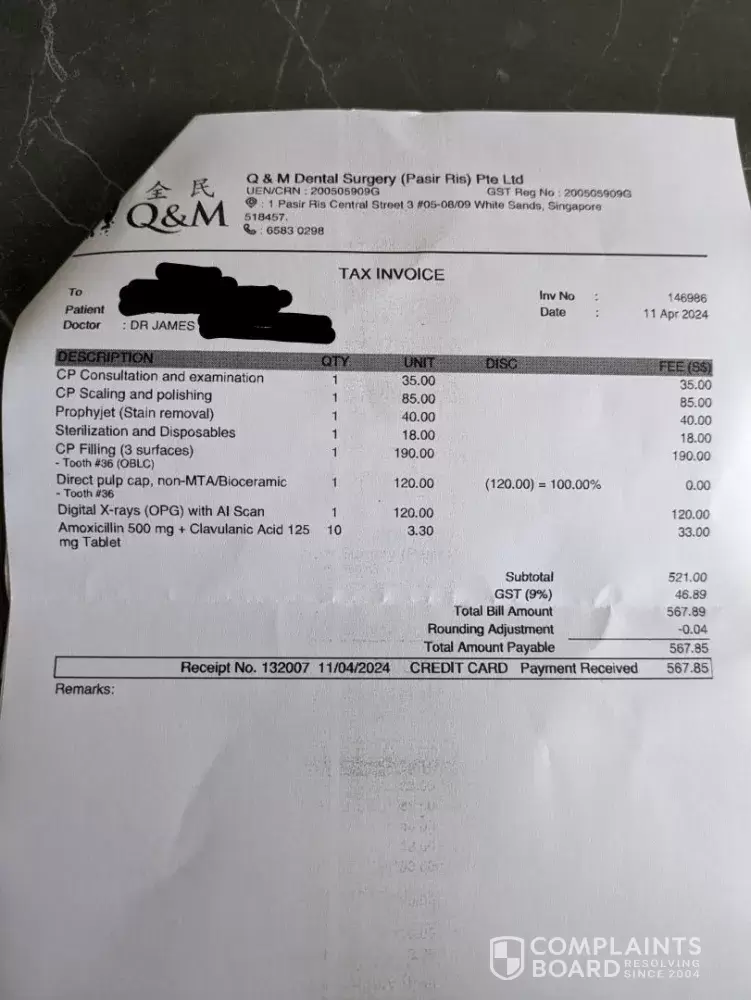 全 民
Q&M
Q & M Dental Surgery (Pasir Ris) Pte Ltd
UEN/CRN : 200505909G GST Reg No : 200505909G
: 1 Pasir Ris Central Street 3 #05-08/09 White Sands, Singapore
518457.
: 6583 0298
TAX INVOICE
To
Patient
Doctor : DR JAMES
Inv No : 146986
Date : 11 Apr 2024
DESCRIPTION QTY UNIT DISC FEE (S$)
CP Consultation and examination 1 35.00 35.00
CP Scaling and polishing 1 85.00 85.00
Prophyjet (Stain removal) 1 40.00 40.00
Sterilization and Disposables 1 18.00 18.00
CP Filling (3 surfaces) 1 190.00 190.00
- Tooth #36 (OBLC)
Direct pulp cap, non-MTA/Bioceramic 1 120.00 (120.00) = 100.00% 0.00
- Tooth #36
Digital X-rays (OPG) with AI Scan 1 120.00 120.00
Amoxicillin 500 mg + Clavulanic Acid 125 10 3.30 33.00
mg Tablet
Subtotal 521.00
GST (9%) 46.89
Total Bill Amount 567.89
Rounding Adjustment -0.04
Total Amount Payable 567.85
Receipt No. 132007 11/04/2024 CREDIT CARD Payment Received 567.85
Remarks:
COMPLAINTS
BOARD RESOLVING
SINCE 2004